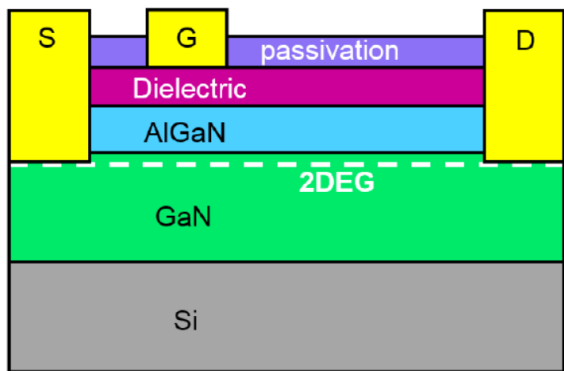 S
G
D
passivation
Dielectric
AlGaN
2DEG
GaN
Si